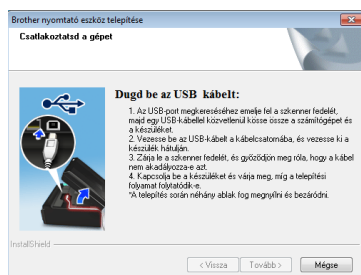 Brother nyomtató eszköz telepítése
Csatlakoztatsd a gépet
Dugd be az USB kábelt:
1. Az USB-port megkereséséhez emelje fel a szkenner fedelét,
majd egy USB-kábellel közvetlenül kösse össze a számítógépet és
a készüléket.
2. Vezesse be az USB-kábelt a kábelcsatornába, és vezesse ki a
készülék hátulján.
3. Zárja le a szkenner fedelét, és győződjön meg róla, hogy a kábel
nem akadályozza-e azt.
4. Kapcsolja be a készüléket és várja meg, míg a telepítési
folyamat folytatódik-e.
*A telepítés során néhány ablak fog megnyílni és bezáródni.
InstallShield
< Vissza
Tovább >
Mégse